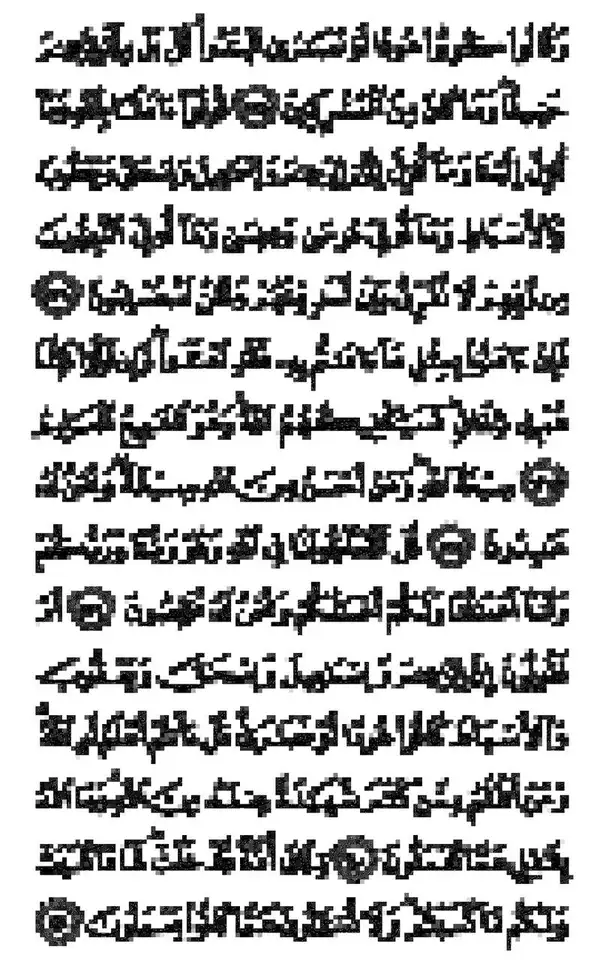 وقالوا كونوا هودا أو نصارى تهتدوا قل بل ملة إبراهيم
حنيفا وما كان من المشركين قولوا آمنا بالله وما
أنزل إلينا وما أنزل إلى إبراهيم وإسماعيل وإسحاق ويعقوب
والأسباط وما أوتي موسى وعيسى وما أوتي النبيون
من ربهم لا نفرق بين أحد منهم ونحن له مسلمون
فإن آمنوا بمثل ما آمنتم به فقد اهتدوا وإن تولوا
فإنما هم في شقاق فسيكفيكهم الله وهو السميع العليم
صبغة الله ومن أحسن من الله صبغة ونحن له
عابدون قل أتحاجوننا في الله وهو ربنا وربكم
ولنا أعمالنا ولكم أعمالكم ونحن له مخلصون أم
تقولون إن إبراهيم وإسماعيل وإسحاق ويعقوب
والأسباط كانوا هودا أو نصارى قل أأنتم أعلم أم الله
ومن أظلم ممن كتم شهادة عنده من الله وما الله
بغافل عما تعملون تلك أمة قد خلت لها ما كسبت
ولكم ما كسبتم ولا تسألون عما كانوا يعملون